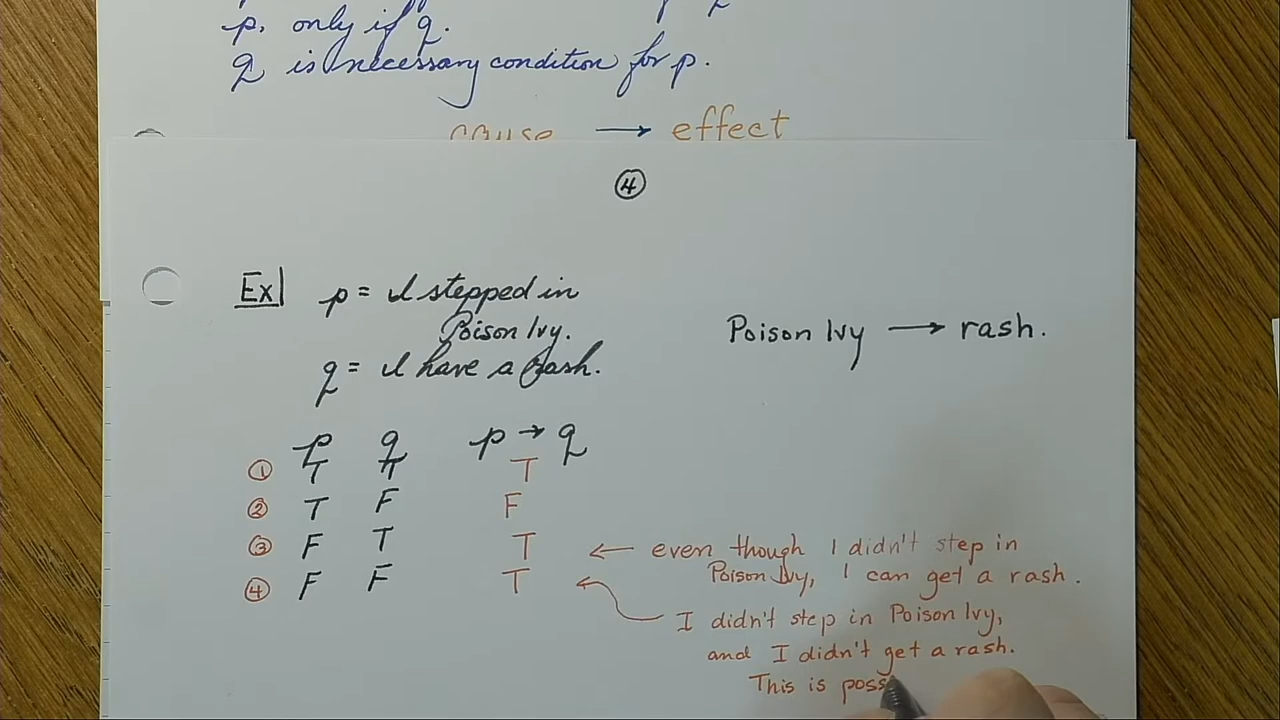 p, only if q.
q is necessary condition for p.
cause → effect
④
Ex| p = I stepped in
Poison Ivy.
q = I have a rash.
Poison Ivy → rash.
p q p → q
① T T T
② T F F
③ F T T ← even though I didn't step in
Poison Ivy, I can get a rash.
④ F F T ←
I didn't step in Poison Ivy,
and I didn't get a rash.
This is poss